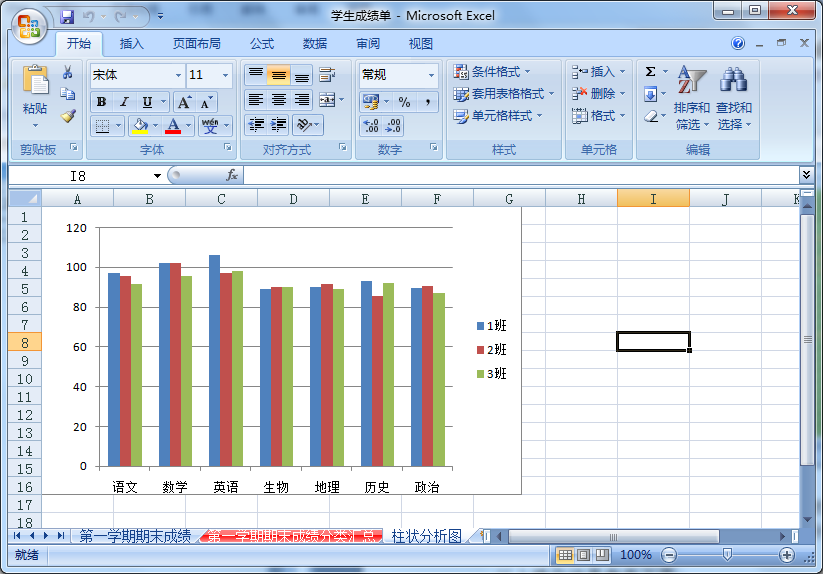 学生成绩单 - Microsoft Excel
开始 插入 页面布局 公式 数据 审阅 视图
宋体 11 常规 条件格式 插入 Σ
粘贴 B I U A A % , 套用表格格式 删除 排序和 查找和
A wén 文 .00 .00 单元格样式 格式 筛选 选择
剪贴板 字体 对齐方式 数字 样式 单元格 编辑
I8 fx
A B C D E F G H I J K
1
2
3
4
5
6
7
8
9
10
11
12
13
14
15
16
17
18
120
100
80
60
40
20
0
语文 数学 英语 生物 地理 历史 政治
1班
2班
3班
第一学期期末成绩 第一学期期末成绩分类汇总 柱状分析图
就绪 100%